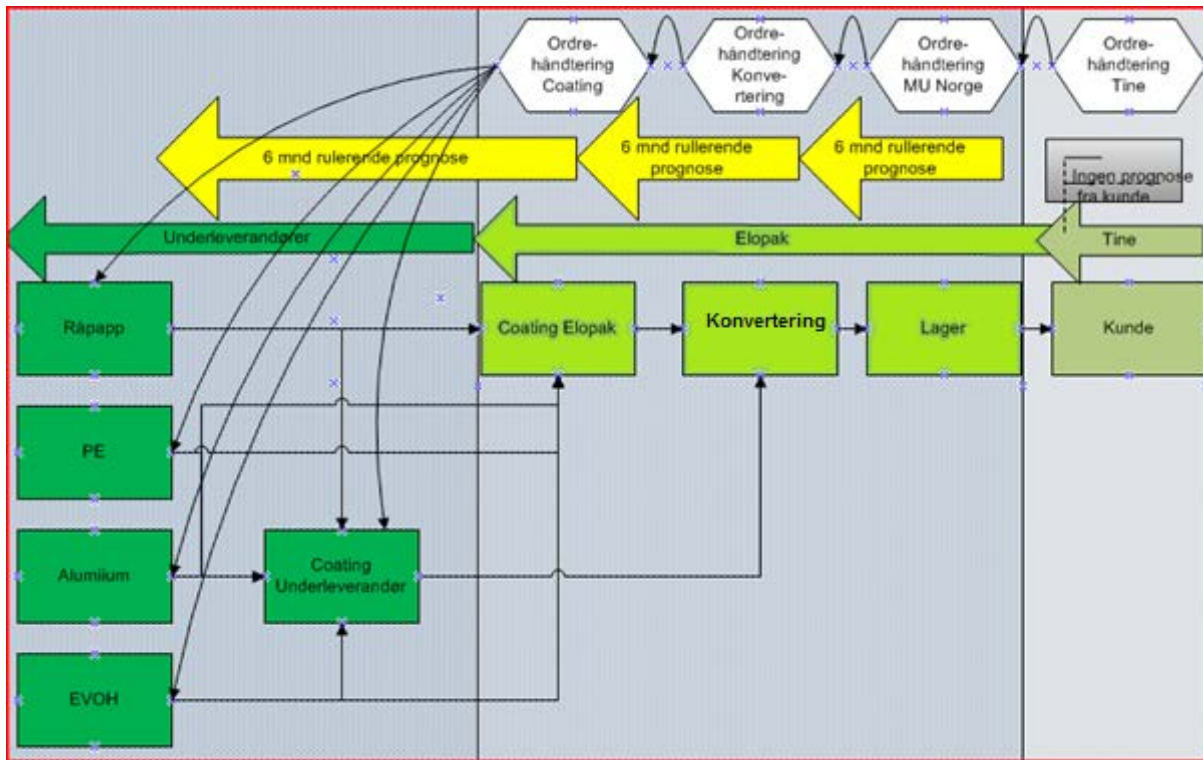 Ordre-
håndtering
Coating
Ordre-
håndtering
Konve-
rtering
Ordre-
håndtering
MU Norge
Ordre-
håndtering
Tine
6 mnd rulerende prognose
6 mnd rullerende
prognose
6 mnd rullerende
prognose
Ingen prognose
fra kunde
Underleverandører
Elopak
Tine
Råpapp
Coating Elopak
Konvertering
Lager
Kunde
PE
Alumiium
Coating
Underleverandør
EVOH